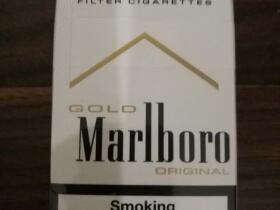 FILTER CIGARETTES
GOLD
Marlboro
ORIGINAL
Smoking